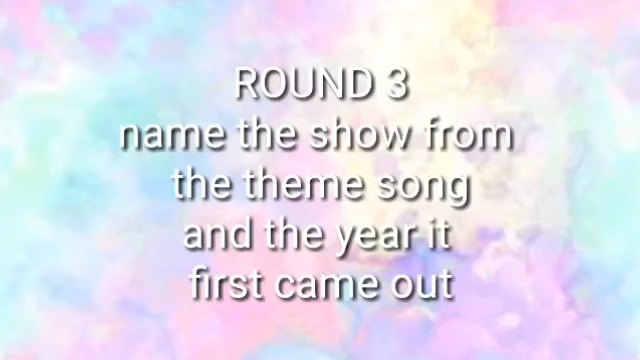 ROUND 3
name the show from
the theme song
and the year it
first came out